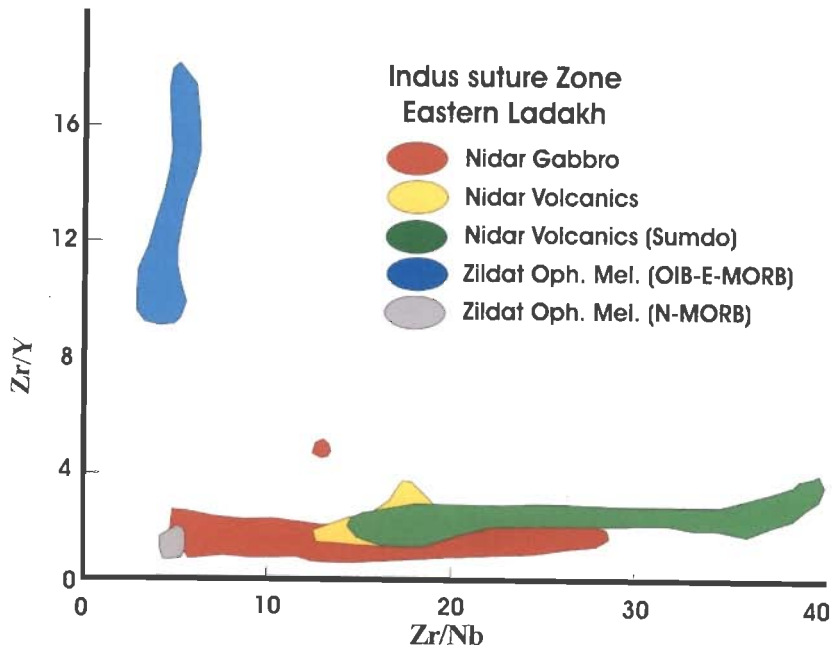 Indus suture Zone
Eastern Ladakh
Nidar Gabbro
Nidar Volcanics
Nidar Volcanics (Sumdo)
Zildat Oph. Mel. (OIB-E-MORB)
Zildat Oph. Mel. (N-MORB)
Zr/Y
16
12
8
4
0
0
10
20
30
40
Zr/Nb